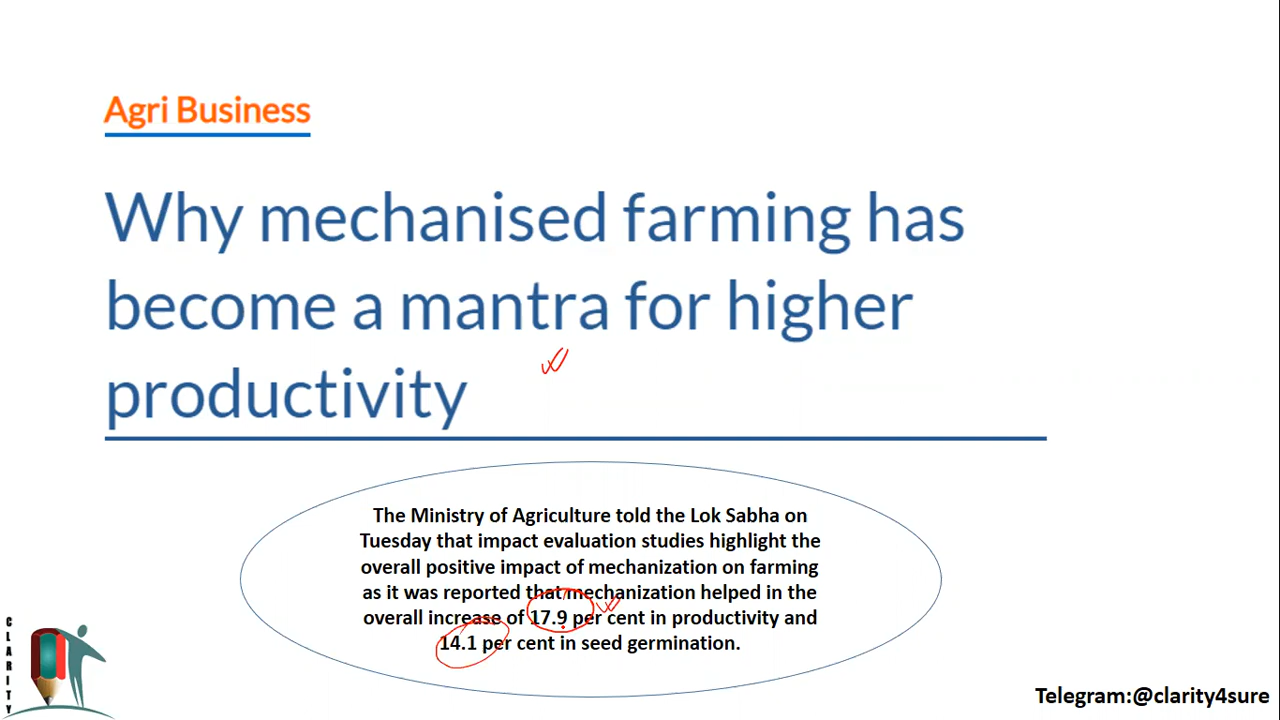 Agri Business
Why mechanised farming has
become a mantra for higher
productivity
The Ministry of Agriculture told the Lok Sabha on
Tuesday that impact evaluation studies highlight the
overall positive impact of mechanization on farming
as it was reported that mechanization helped in the
overall increase of 17.9 per cent in productivity and
14.1 per cent in seed germination.
CLARITY
Telegram:@clarity4sure